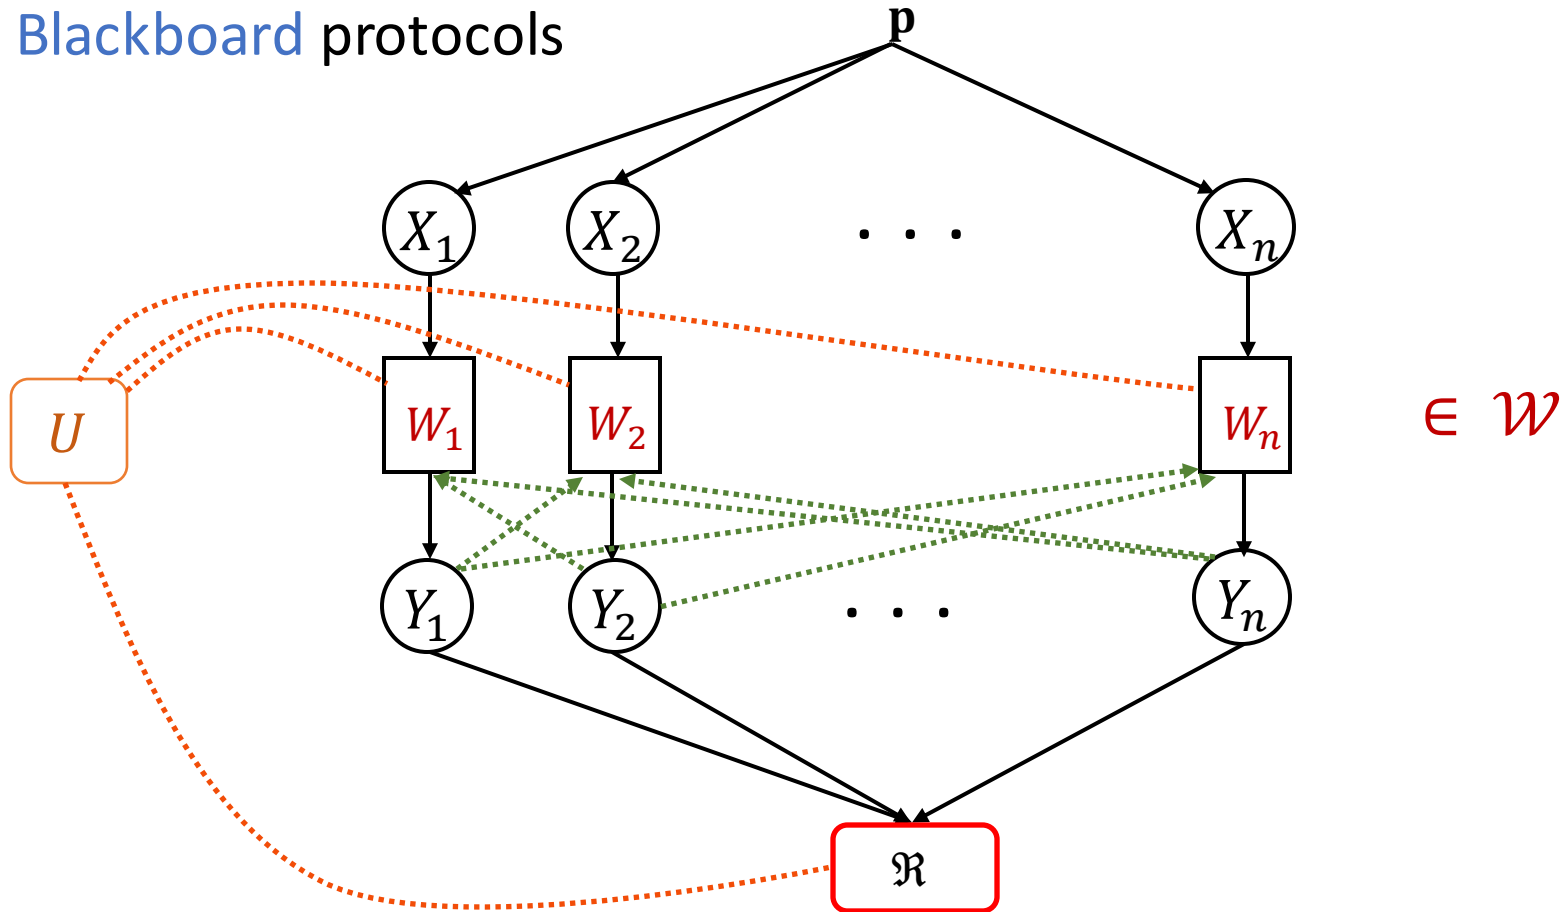 Blackboard protocols
p
X₁ X₂ . . . Xₙ
U W₁ W₂ Wₙ ∈ 𝒲
Y₁ Y₂ . . . Yₙ
ℜ